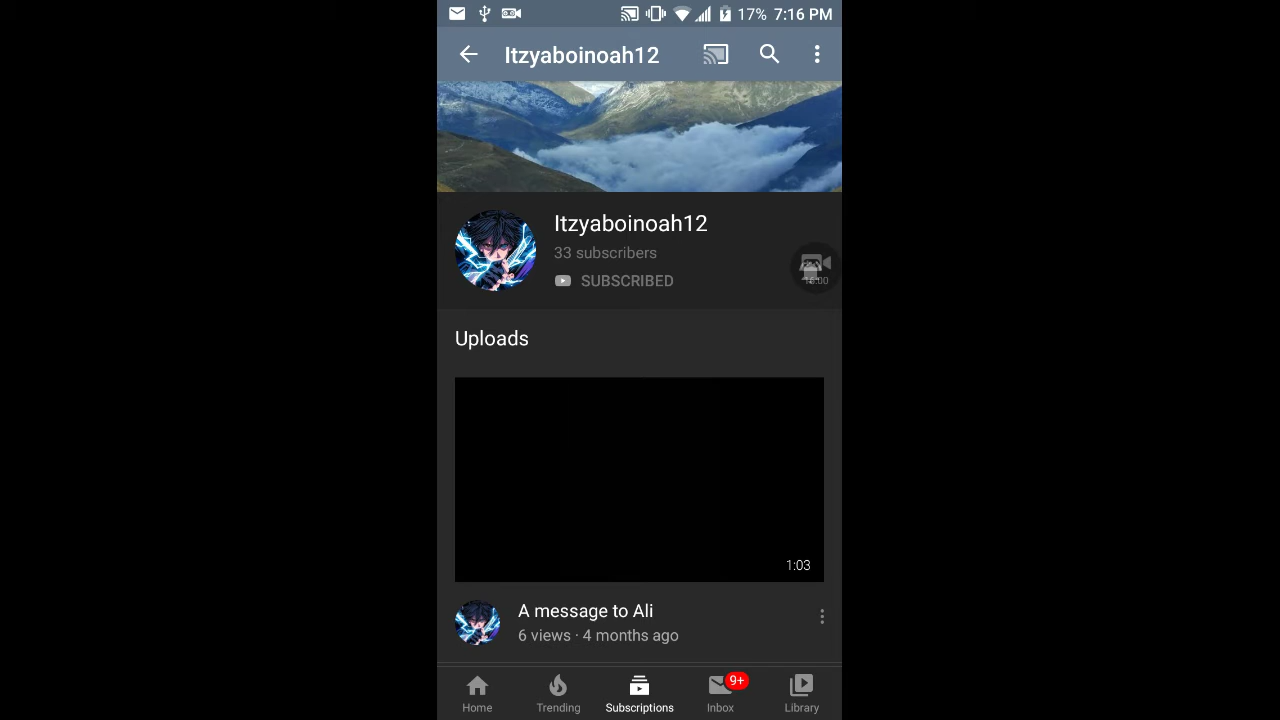 17% 7:16 PM
Itzyaboinoah12
Itzyaboinoah12
33 subscribers
SUBSCRIBED
Uploads
1:03
A message to Ali
6 views · 4 months ago
9+
Home Trending Subscriptions Inbox Library